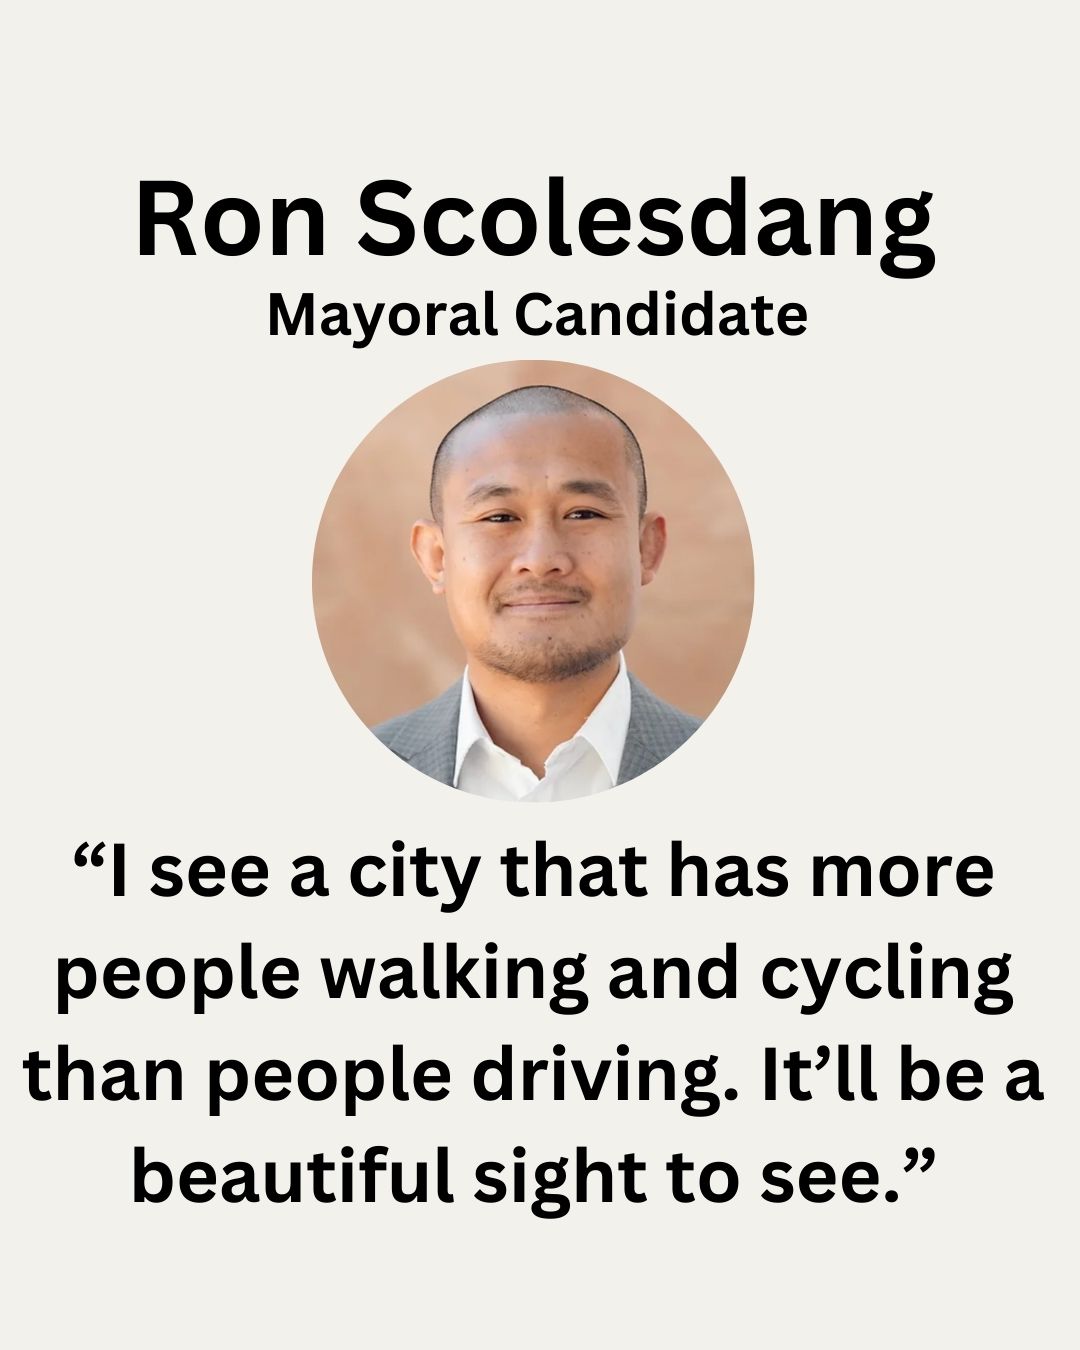 Ron Scolesdang
Mayoral Candidate
“I see a city that has more
people walking and cycling
than people driving. It’ll be a
beautiful sight to see.”